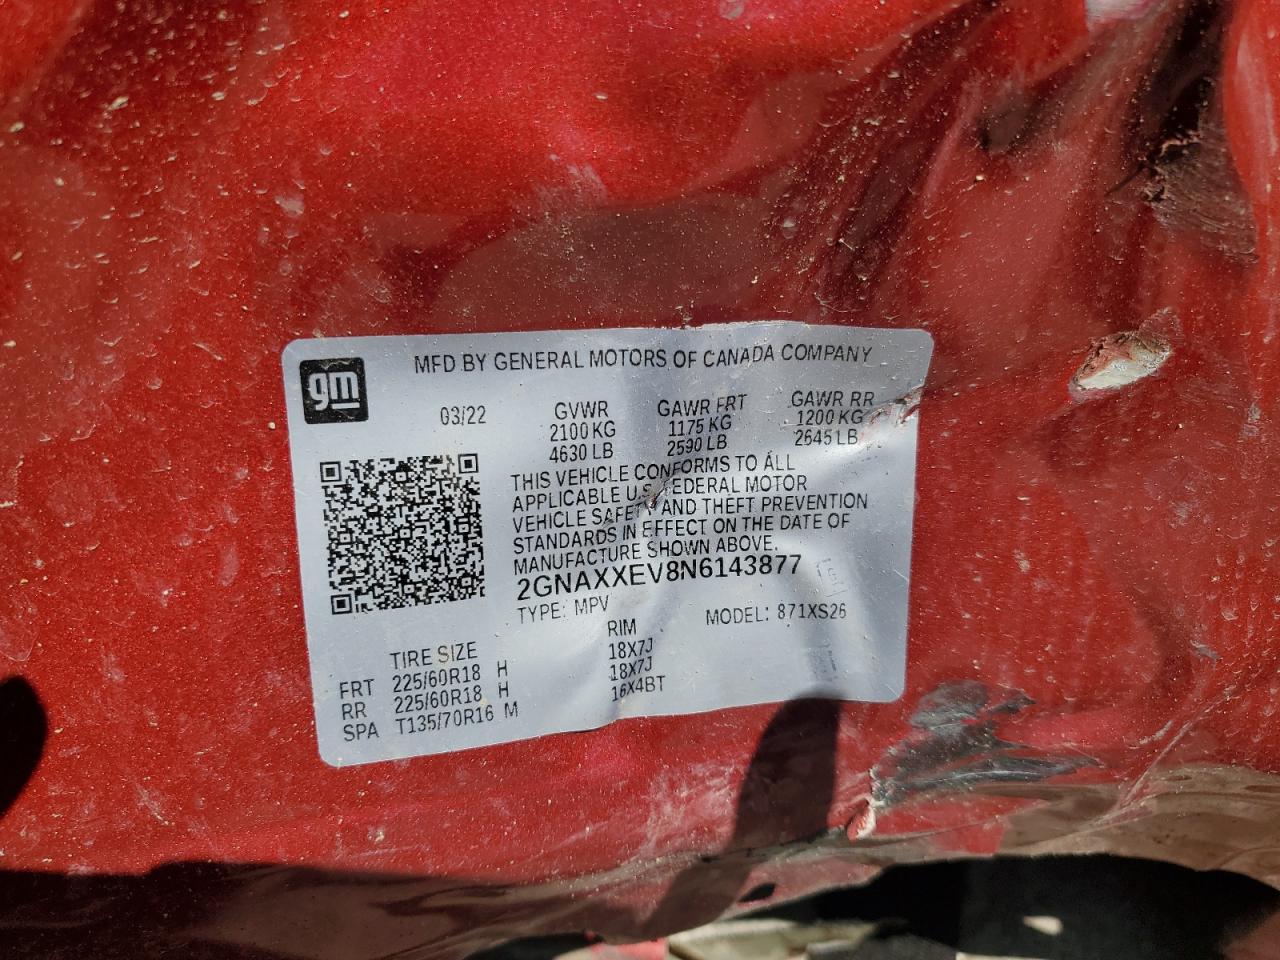 MFD BY GENERAL MOTORS OF CANADA COMPANY
gm
03/22 GVWR GAWR FRT GAWR RR
2100 KG 1175 KG 1200 KG
4630 LB 2590 LB 2645 LB
THIS VEHICLE CONFORMS TO ALL
APPLICABLE U.S. FEDERAL MOTOR
VEHICLE SAFETY AND THEFT PREVENTION
STANDARDS IN EFFECT ON THE DATE OF
MANUFACTURE SHOWN ABOVE.
2GNAXXEV8N6143877
TYPE: MPV MODEL: 871XS26
TIRE SIZE RIM
FRT 225/60R18 H 18X7J
RR 225/60R18 H 18X7J
SPA T135/70R16 M 16X4BT